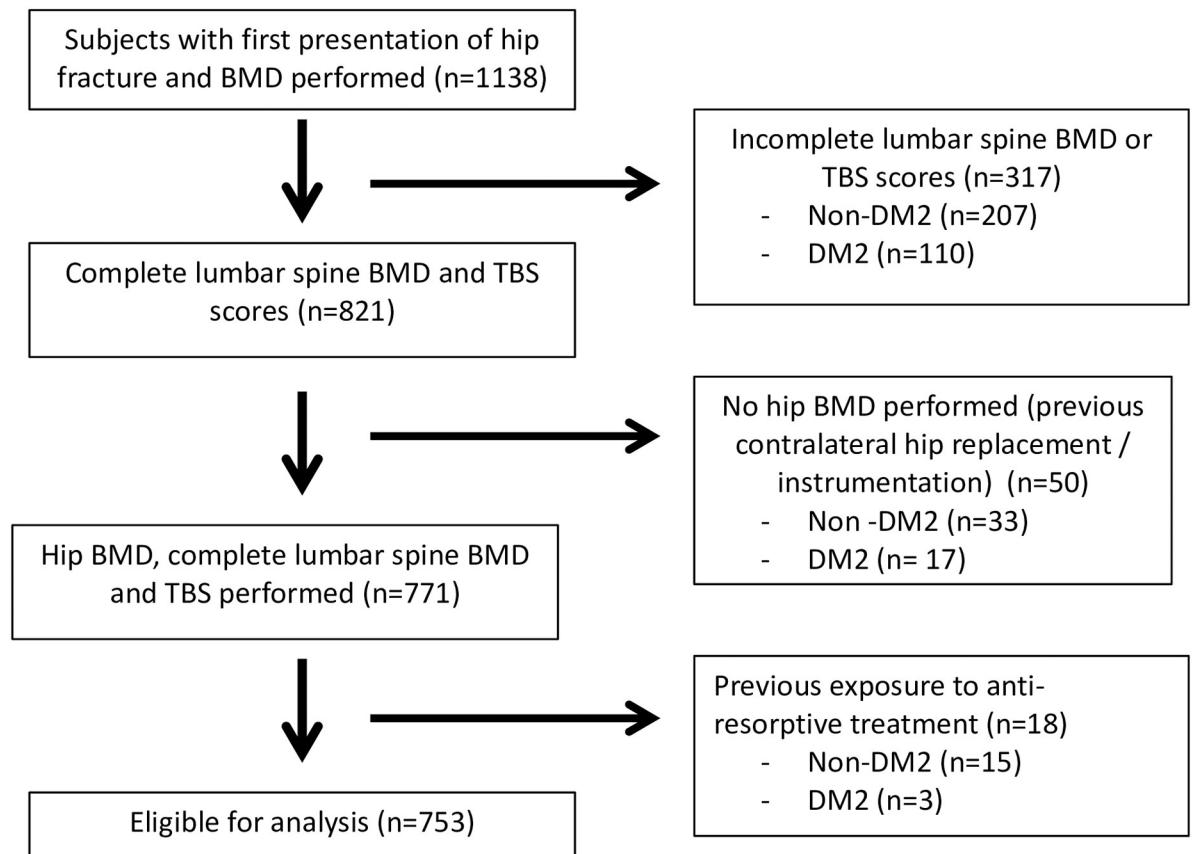 Subjects with first presentation of hip
fracture and BMD performed (n=1138)
Incomplete lumbar spine BMD or
TBS scores (n=317)
- Non-DM2 (n=207)
- DM2 (n=110)
Complete lumbar spine BMD and TBS
scores (n=821)
No hip BMD performed (previous
contralateral hip replacement /
instrumentation)  (n=50)
- Non -DM2 (n=33)
- DM2 (n= 17)
Hip BMD, complete lumbar spine BMD
and TBS performed (n=771)
Previous exposure to anti-
resorptive treatment (n=18)
- Non-DM2 (n=15)
- DM2 (n=3)
Eligible for analysis (n=753)